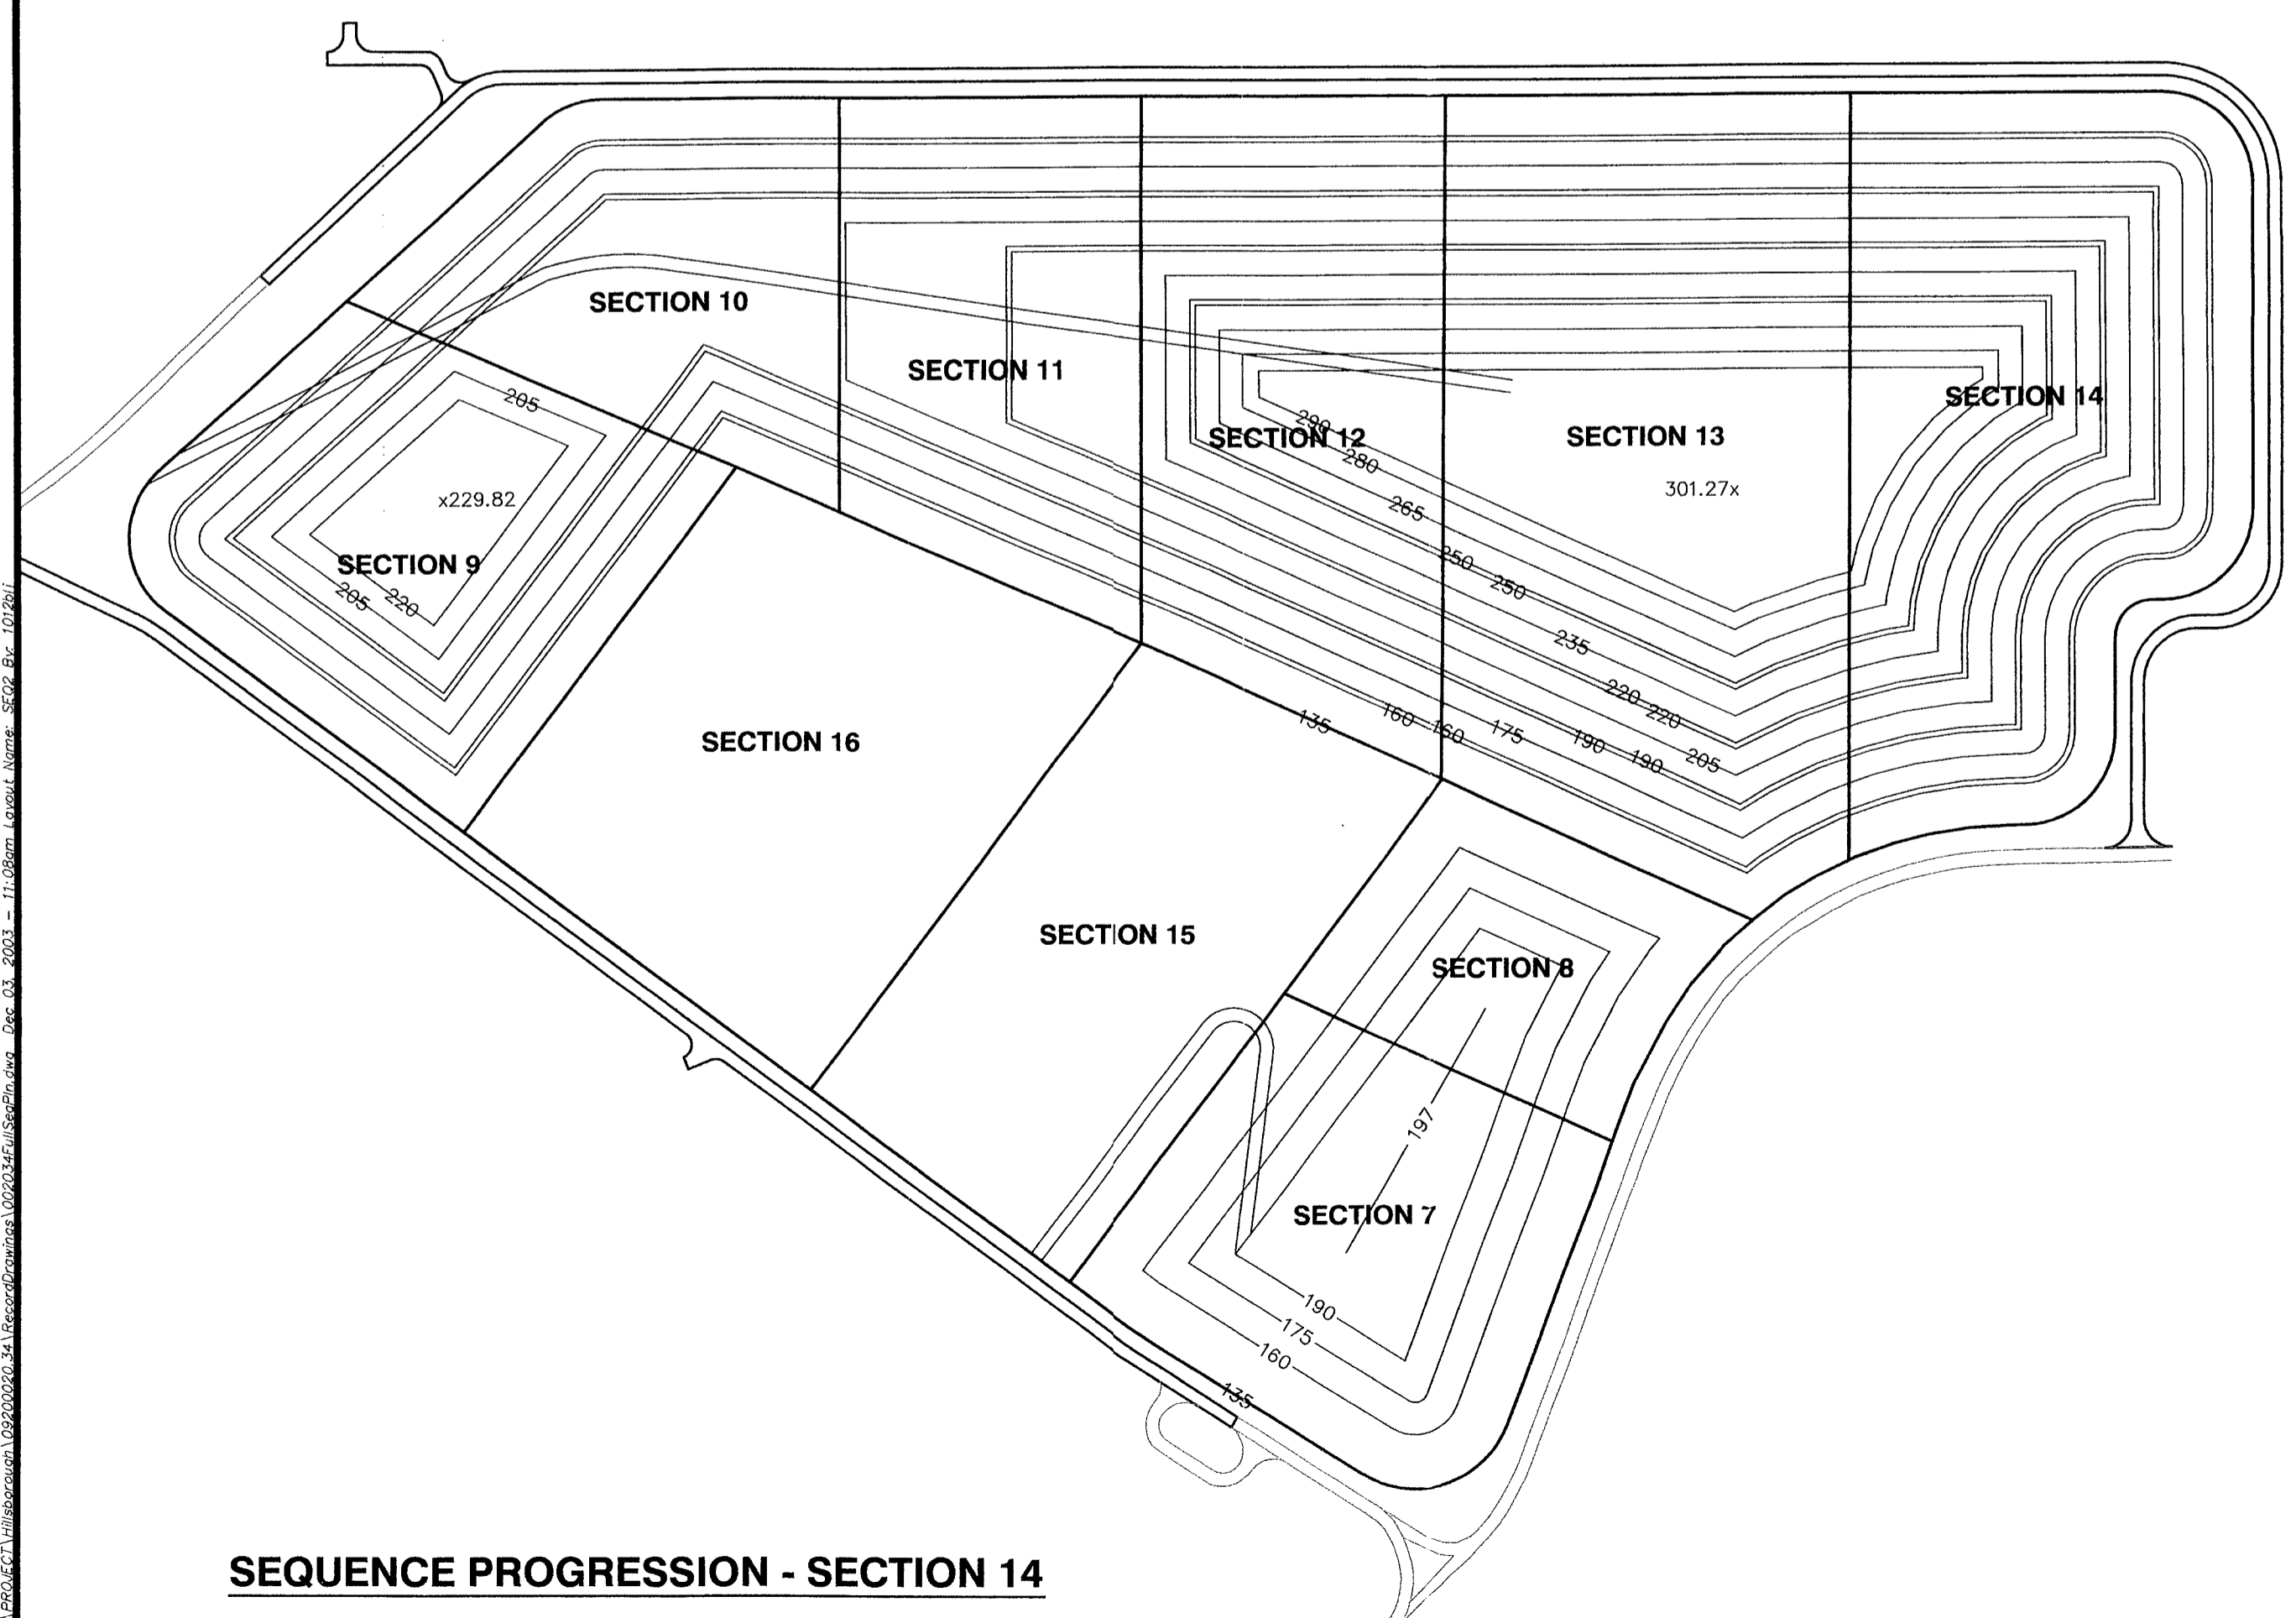 SECTION 10
SECTION 11
SECTION 14
205
290
SECTION 12
SECTION 13
280
301.27x
x229.82
265
SECTION 9
250
250
205
220
235
220
220
135
160
160
175
190
190
205
SECTION 16
SECTION 15
SECTION 8
197
SECTION 7
190
175
160
135
SEQUENCE PROGRESSION - SECTION 14
\PROJECT\Hillsborough\09200020.34\RecordDrawings\002034FullSeqPln.dwg Dec 03, 2003 - 11:08am Layout Name: SEQ2 By: 1012bli